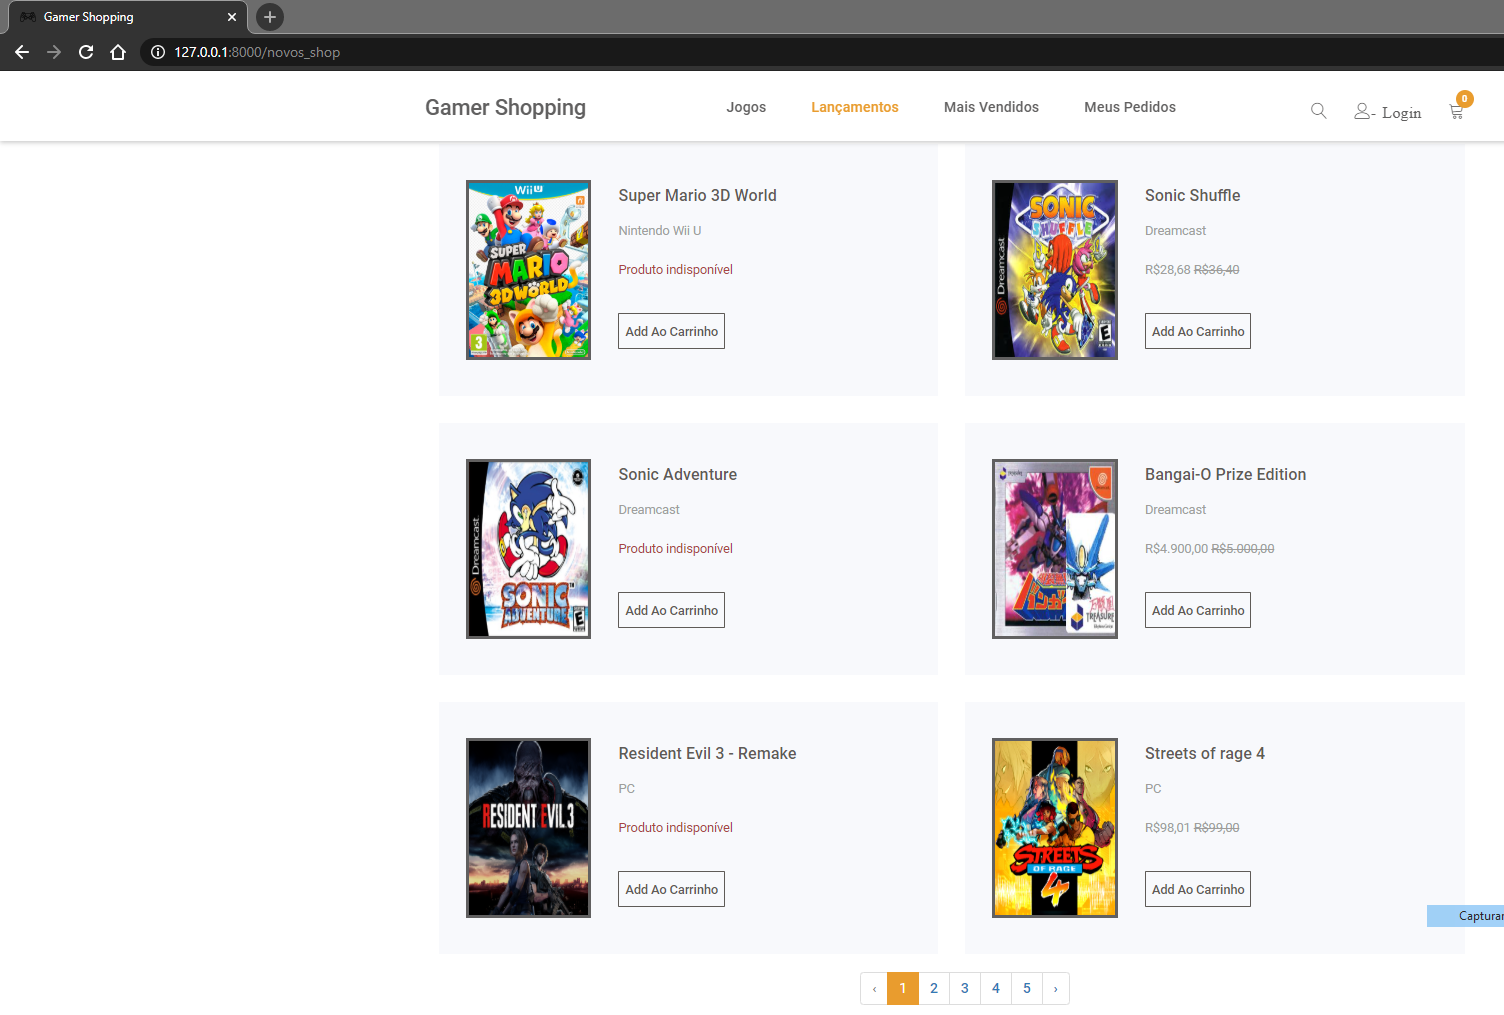 Gamer Shopping
127.0.0.1:8000/novos_shop
Gamer Shopping
Jogos
Lançamentos
Mais Vendidos
Meus Pedidos
- Login
0
Wii U
SUPER
MARIO
3D WORLD
3
Super Mario 3D World
Nintendo Wii U
Produto indisponível
Add Ao Carrinho
SONIC
SHUFFLE
Dreamcast
E
Sonic Shuffle
Dreamcast
R$28,68 R$36,40
Add Ao Carrinho
Dreamcast
SONIC
ADVENTURE
E
Sonic Adventure
Dreamcast
Produto indisponível
Add Ao Carrinho
TREASURE
Bangai-O Prize Edition
Dreamcast
R$4.900,00 R$5.000,00
Add Ao Carrinho
RESIDENT EVIL 3
Resident Evil 3 - Remake
PC
Produto indisponível
Add Ao Carrinho
STREETS
OF RAGE
4
Streets of rage 4
PC
R$98,01 R$99,00
Add Ao Carrinho
Capturar
‹ 1 2 3 4 5 ›